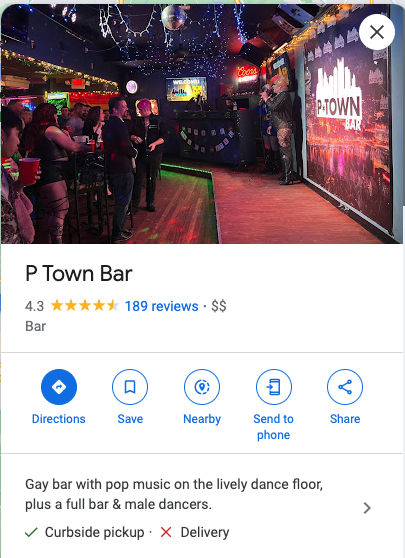 WELCOME
Coors
P-TOWN
BAR
P Town Bar
4.3 189 reviews · $$
Bar
Directions
Save
Nearby
Send to
phone
Share
Gay bar with pop music on the lively dance floor,
plus a full bar & male dancers.
Curbside pickup · Delivery